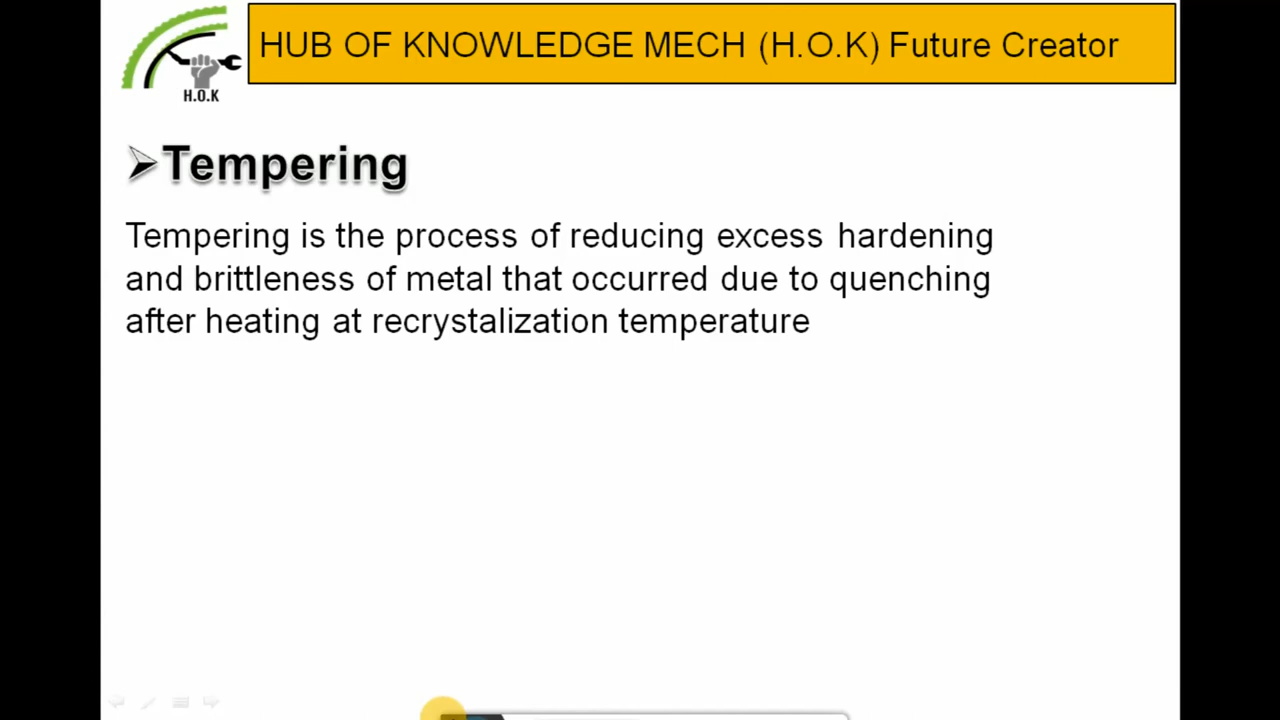 HUB OF KNOWLEDGE MECH (H.O.K) Future Creator
H.O.K
Tempering
Tempering is the process of reducing excess hardening
and brittleness of metal that occurred due to quenching
after heating at recrystalization temperature